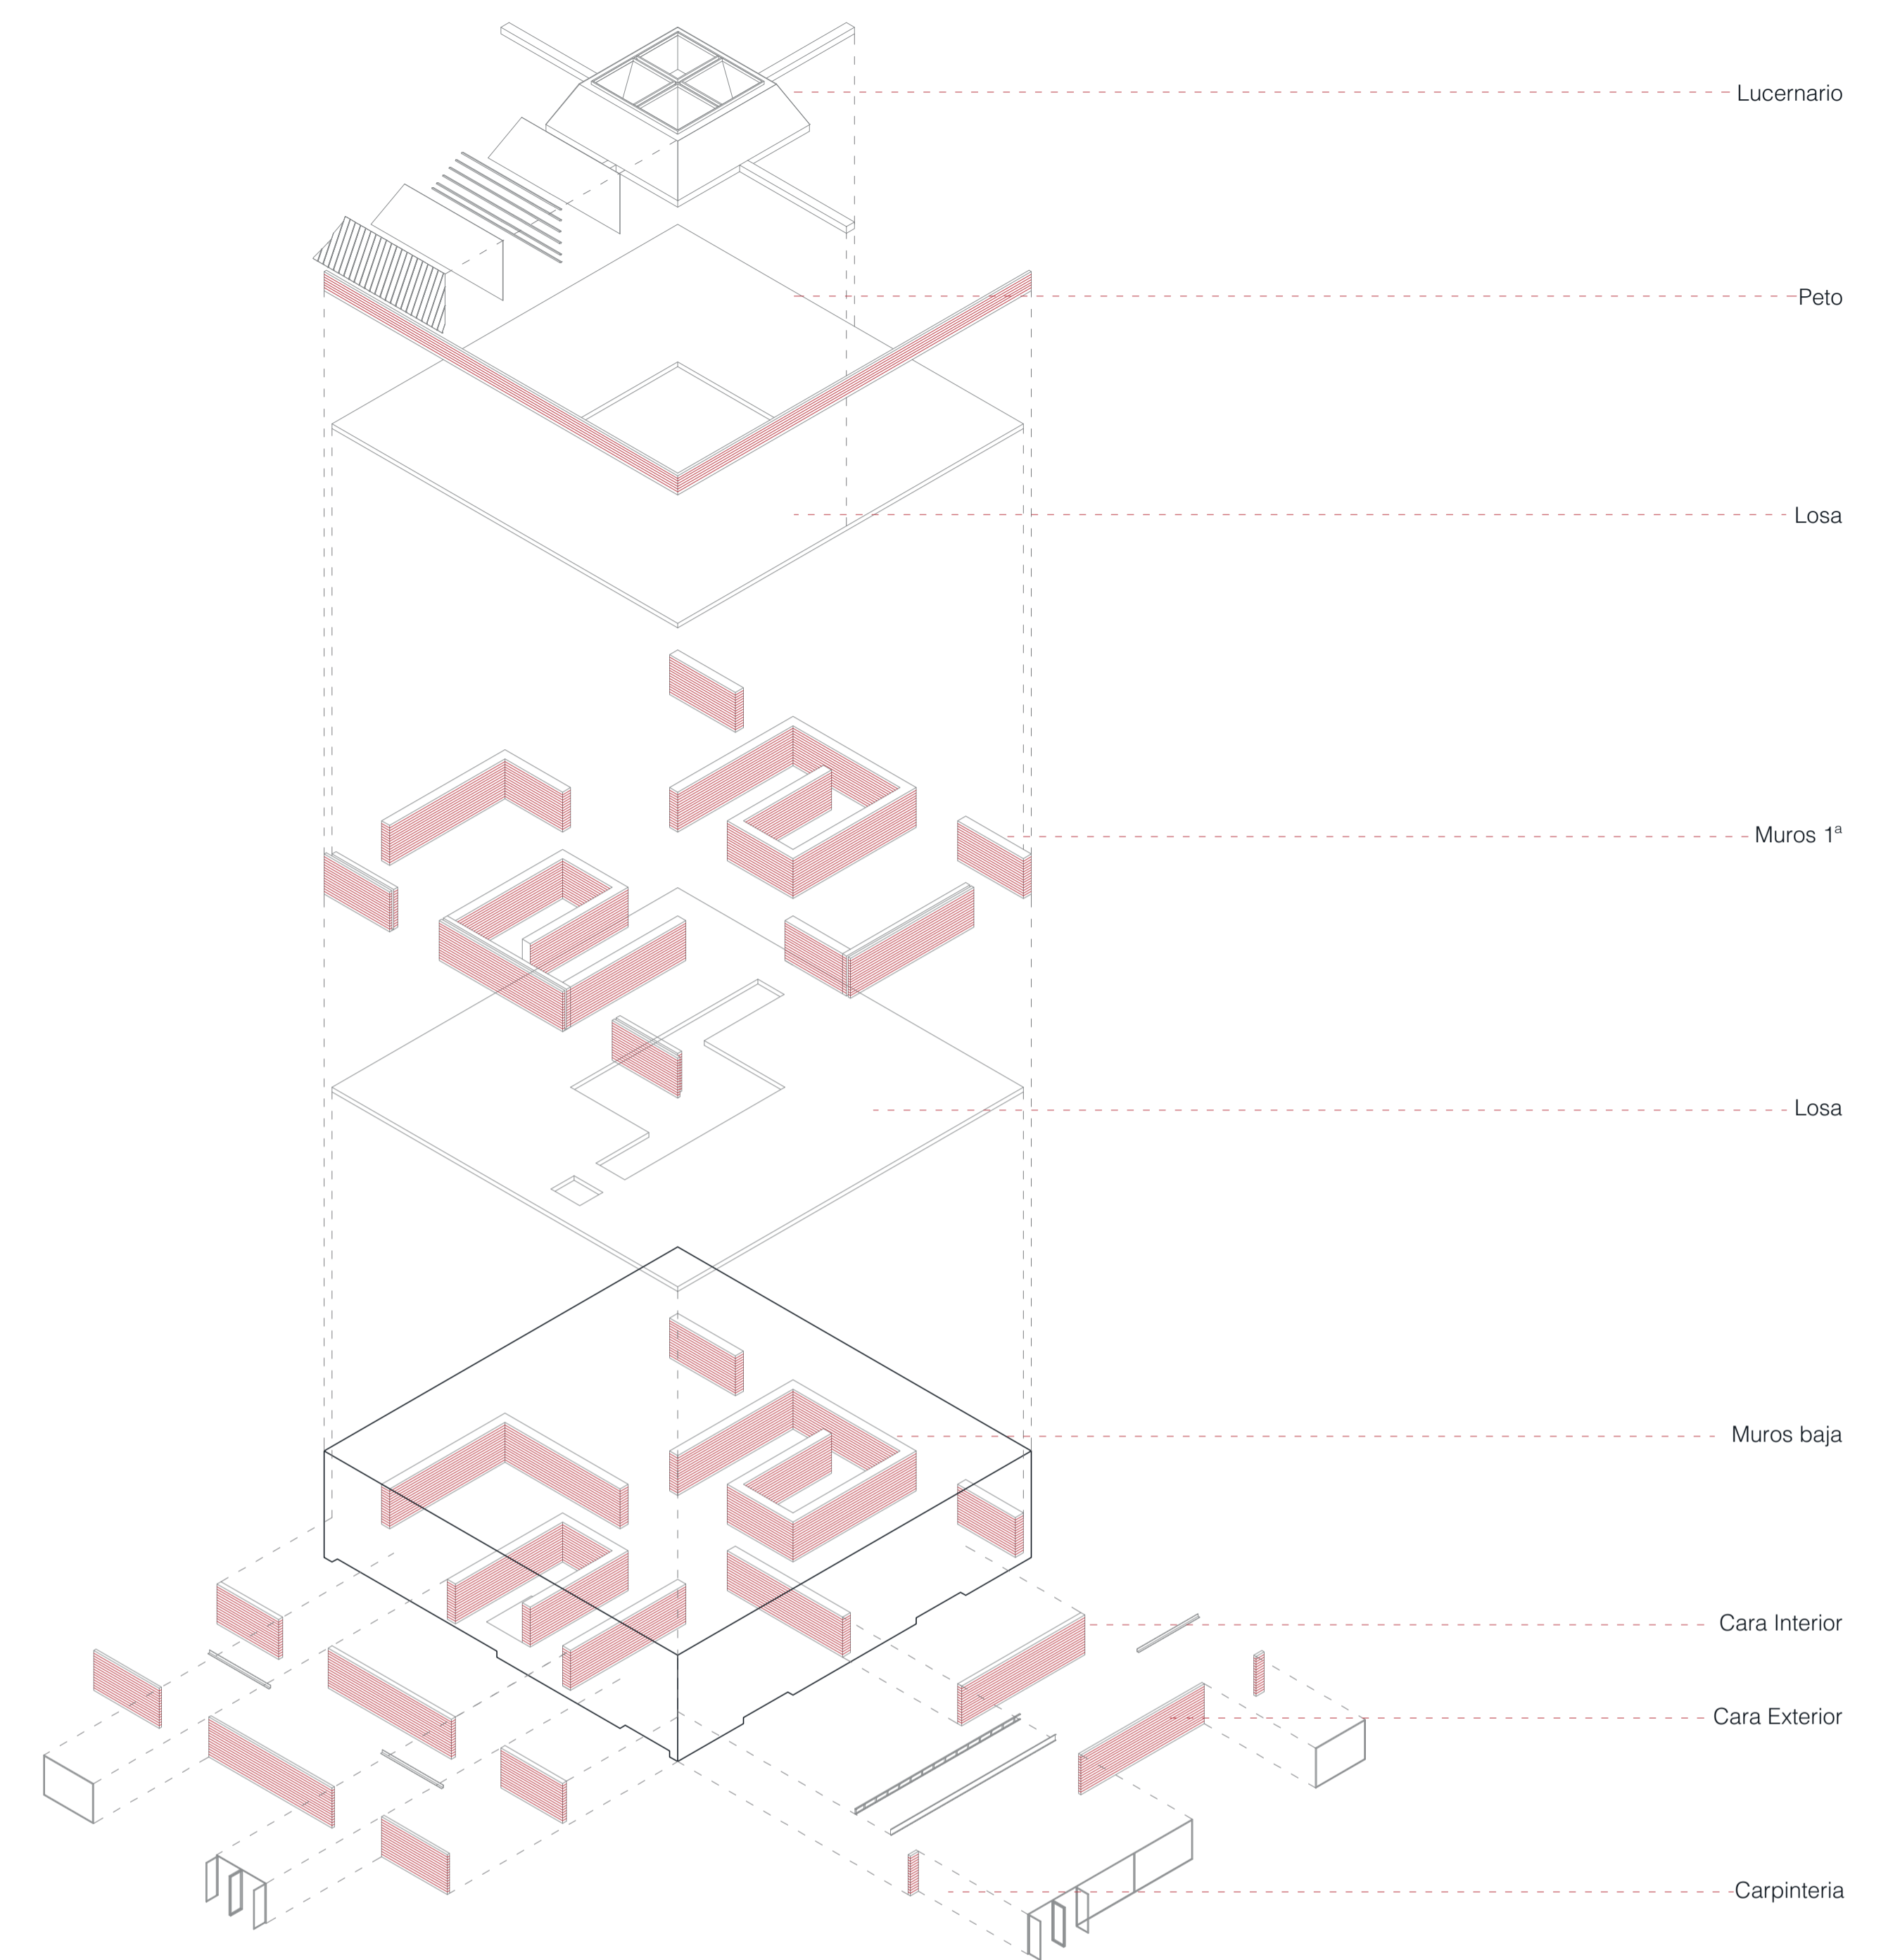 Lucernario
Peto
Losa
Muros 1ª
Losa
Muros baja
Cara Interior
Cara Exterior
Carpinteria